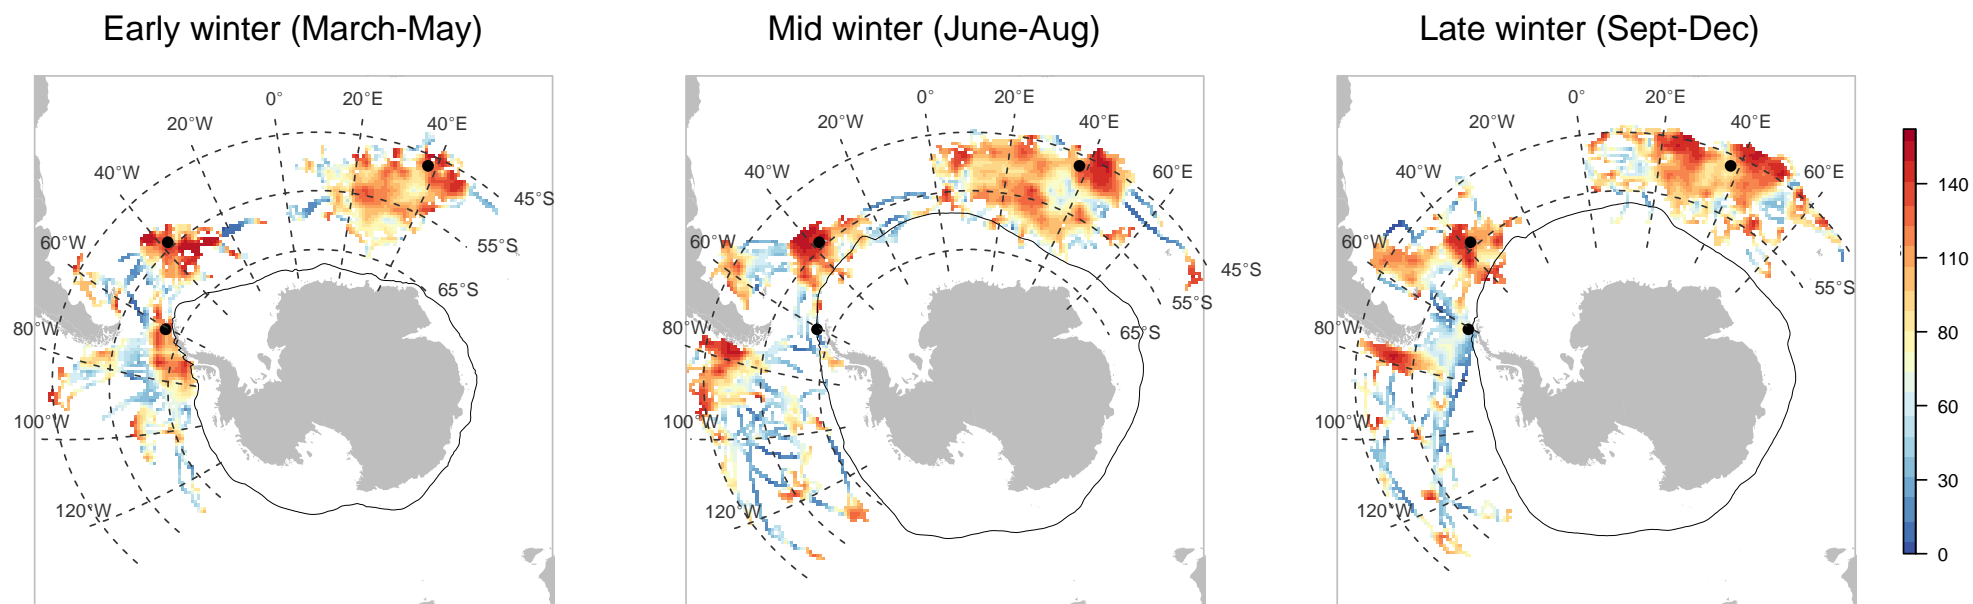 Early winter (March-May)
Mid winter (June-Aug)
Late winter (Sept-Dec)
0°
20°E
20°W
40°E
40°W
45°S
60°W
55°S
65°S
80°W
100°W
120°W
0°
20°E
20°W
40°E
40°W
60°E
60°W
45°S
55°S
65°S
80°W
100°W
120°W
0°
20°E
20°W
40°E
40°W
60°E
60°W
55°S
80°W
100°W
120°W
140
110
80
60
30
0